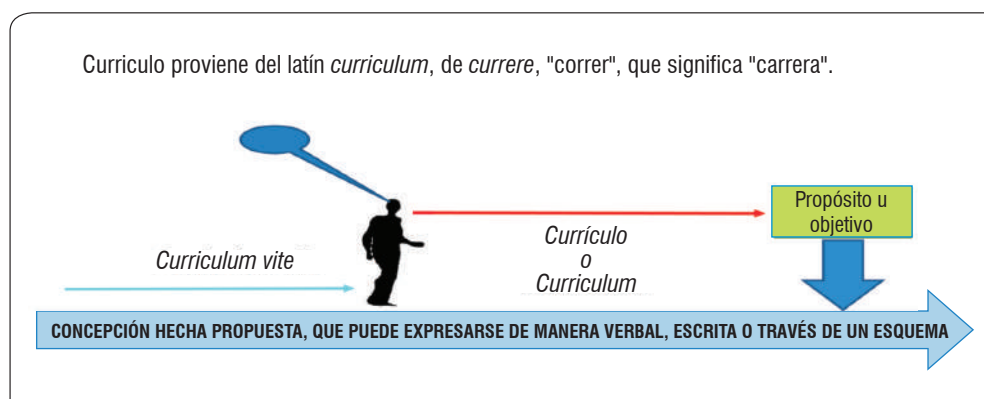 Curriculo proviene del latín curriculum, de currere, "correr", que significa "carrera".
Propósito u
objetivo
Currículo
o
Curriculum
Curriculum vite
CONCEPCIÓN HECHA PROPUESTA, QUE PUEDE EXPRESARSE DE MANERA VERBAL, ESCRITA O TRAVÉS DE UN ESQUEMA